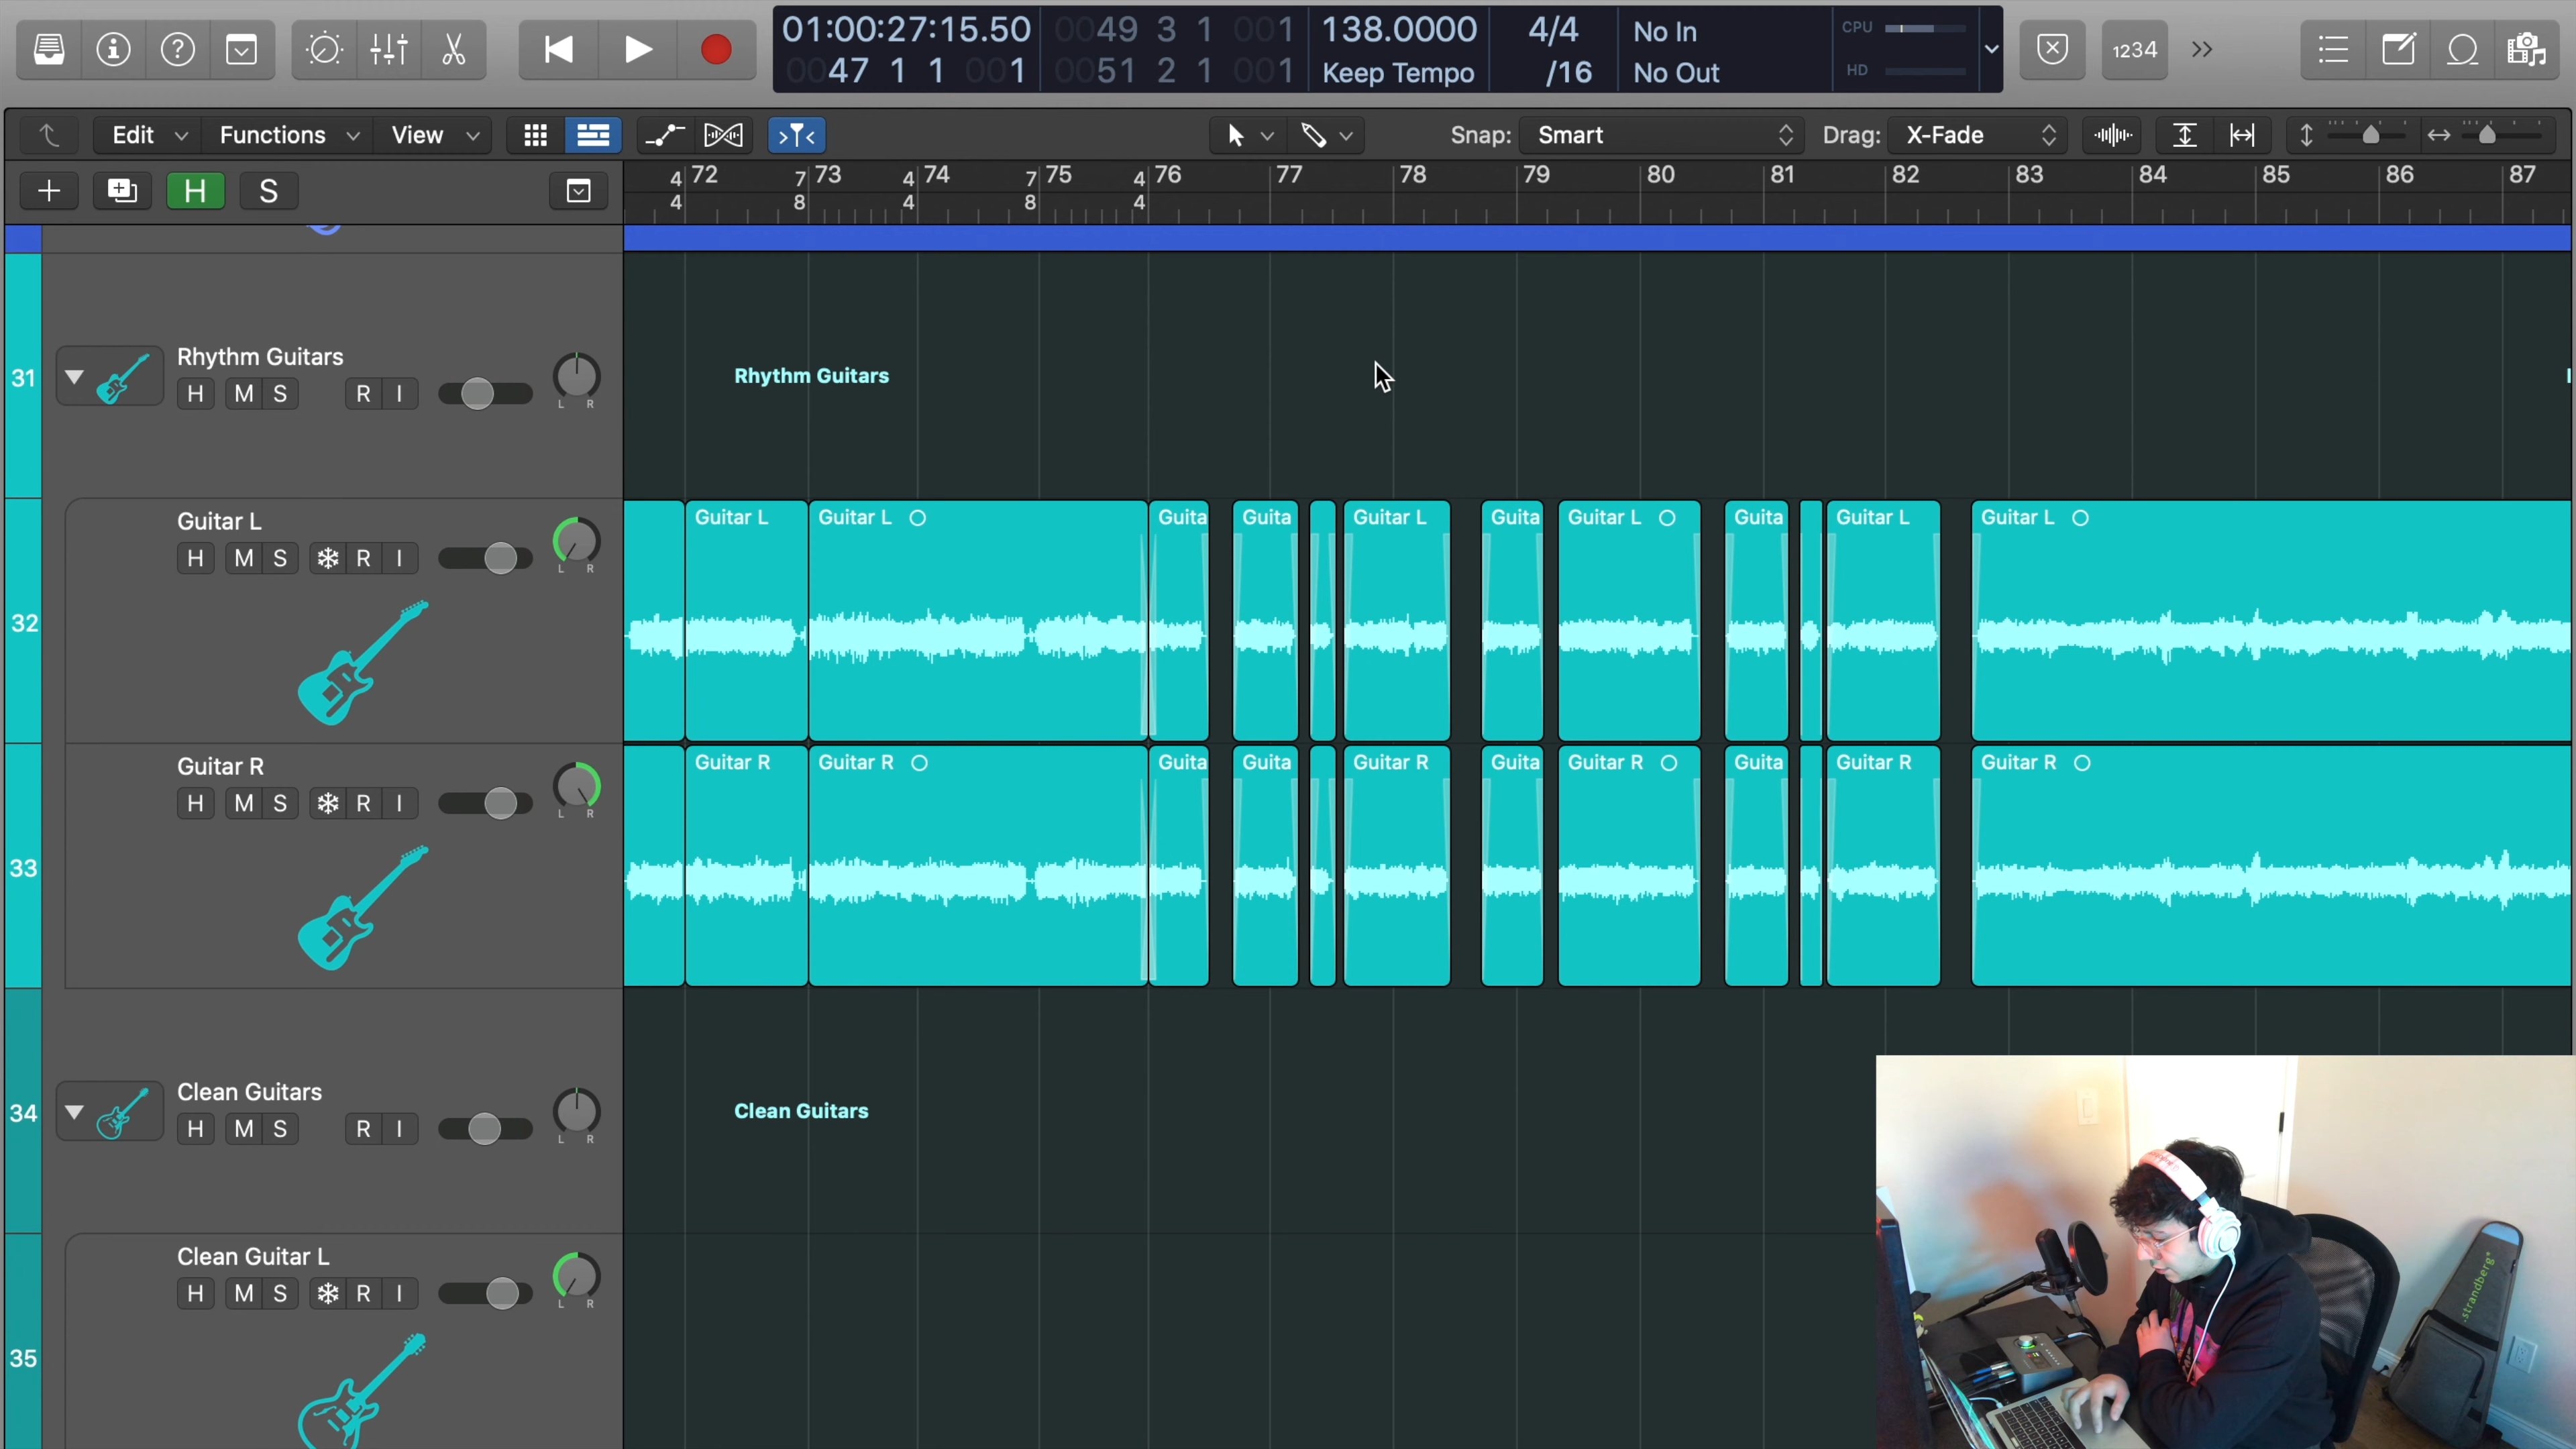 01:00:27:15.50 0049 3 1 001 138.0000 4/4 No In CPU
0047 1 1 001 0051 2 1 001 Keep Tempo /16 No Out HD
1234
Edit Functions View Snap: Smart Drag: X-Fade
H S
4 72 7 73 4 74 7 75 4 76 77 78 79 80 81 82 83 84 85 86 87
4 8 4 8 4
31
Rhythm Guitars
H M S R I L R
Rhythm Guitars
32
Guitar L
H M S R I L R
Guitar L Guitar L Guita Guita Guitar L Guita Guitar L Guita Guitar L Guitar L
33
Guitar R
H M S R I L R
Guitar R Guitar R Guita Guita Guitar R Guita Guitar R Guita Guitar R Guitar R
34
Clean Guitars
H M S R I L R
Clean Guitars
35
Clean Guitar L
H M S R I L R
.strandberg*